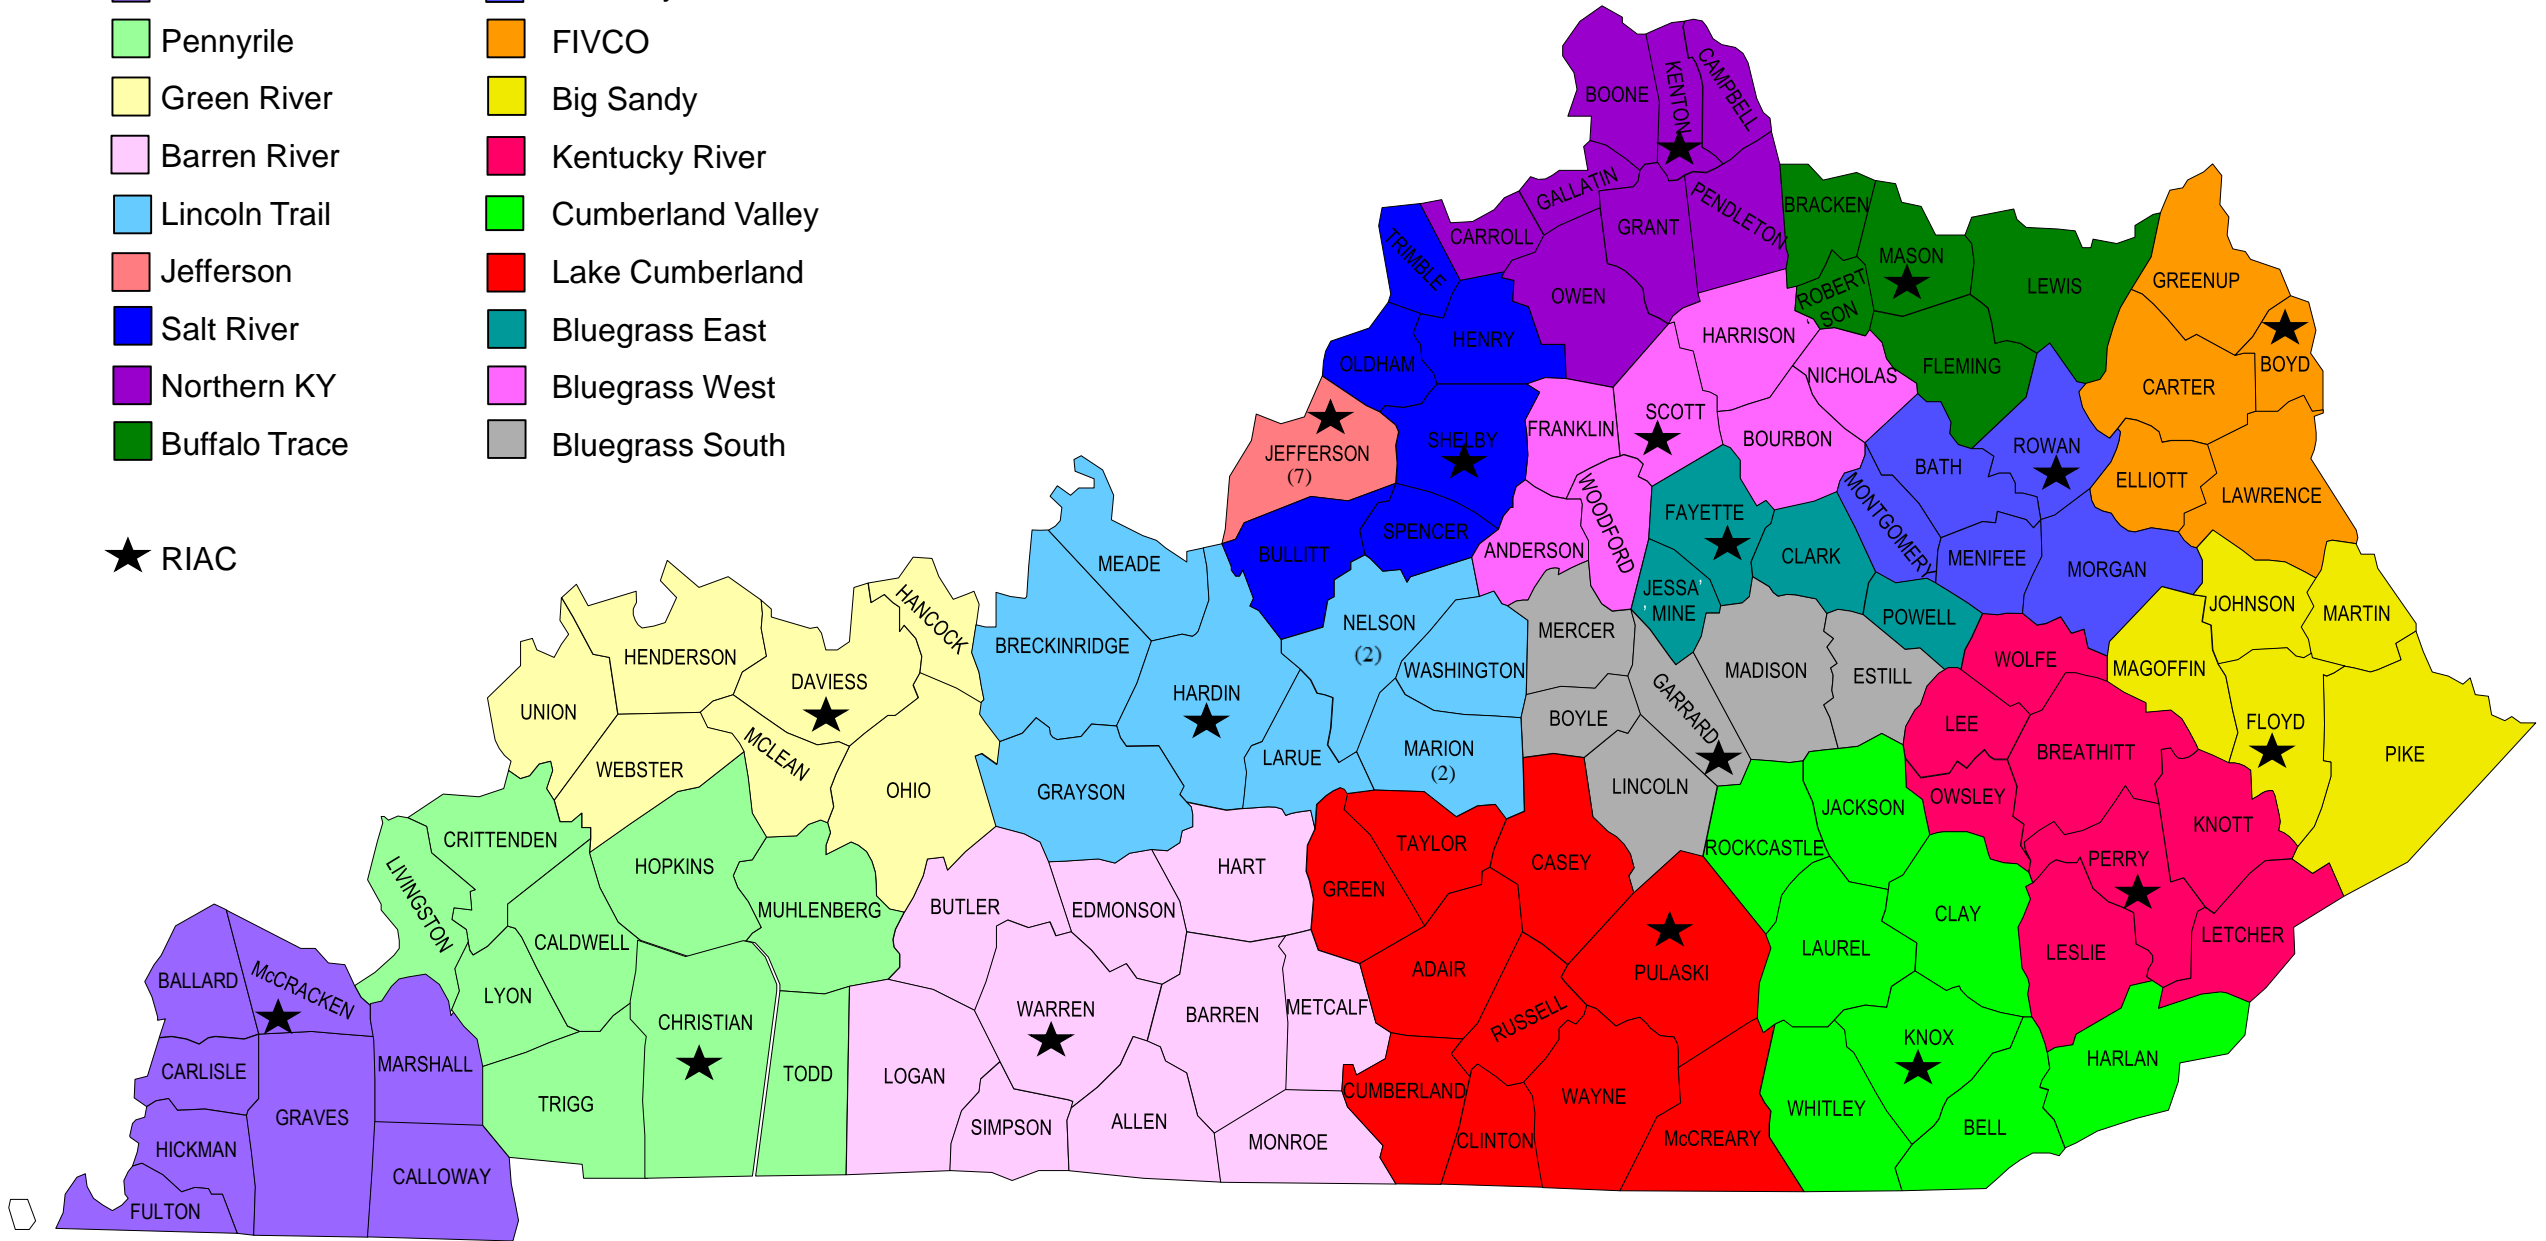 Pennyrile
FIVCO
Green River
Big Sandy
Barren River
Kentucky River
Lincoln Trail
Cumberland Valley
Jefferson
Lake Cumberland
Salt River
Bluegrass East
Northern KY
Bluegrass West
Buffalo Trace
Bluegrass South
RIAC
BOONE
KENTON
CAMPBELL
GALLATIN
CARROLL
GRANT
PENDLETON
OWEN
BRACKEN
MASON
ROBERT
SON
LEWIS
FLEMING
GREENUP
BOYD
CARTER
ELLIOTT
LAWRENCE
TRIMBLE
HENRY
OLDHAM
SHELBY
SPENCER
BULLITT
JEFFERSON
(7)
HARRISON
NICHOLAS
SCOTT
BOURBON
FRANKLIN
WOODFORD
ANDERSON
FAYETTE
CLARK
JESSA'
' MINE
POWELL
BATH
ROWAN
MONTGOMERY
MENIFEE
MORGAN
JOHNSON
MARTIN
MAGOFFIN
FLOYD
PIKE
MEADE
BRECKINRIDGE
HARDIN
NELSON
(2)
WASHINGTON
MARION
(2)
LARUE
GRAYSON
HANCOCK
HENDERSON
DAVIESS
UNION
WEBSTER
MCLEAN
OHIO
MERCER
BOYLE
GARRARD
MADISON
ESTILL
LINCOLN
WOLFE
LEE
BREATHITT
OWSLEY
KNOTT
PERRY
LESLIE
LETCHER
ROCKCASTLE
JACKSON
CLAY
LAUREL
KNOX
HARLAN
WHITLEY
BELL
TAYLOR
CASEY
GREEN
ADAIR
PULASKI
RUSSELL
CUMBERLAND
CLINTON
WAYNE
McCREARY
HART
BUTLER
EDMONSON
WARREN
BARREN
METCALF
LOGAN
SIMPSON
ALLEN
MONROE
CRITTENDEN
LIVINGSTON
HOPKINS
MUHLENBERG
CALDWELL
LYON
CHRISTIAN
TODD
TRIGG
BALLARD
McCRACKEN
CARLISLE
MARSHALL
GRAVES
HICKMAN
CALLOWAY
FULTON